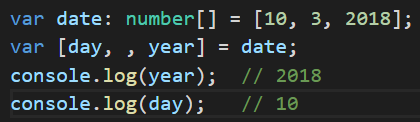 var date: number[] = [10, 3, 2018];
var [day, , year] = date;
console.log(year);  // 2018
console.log(day);   // 10